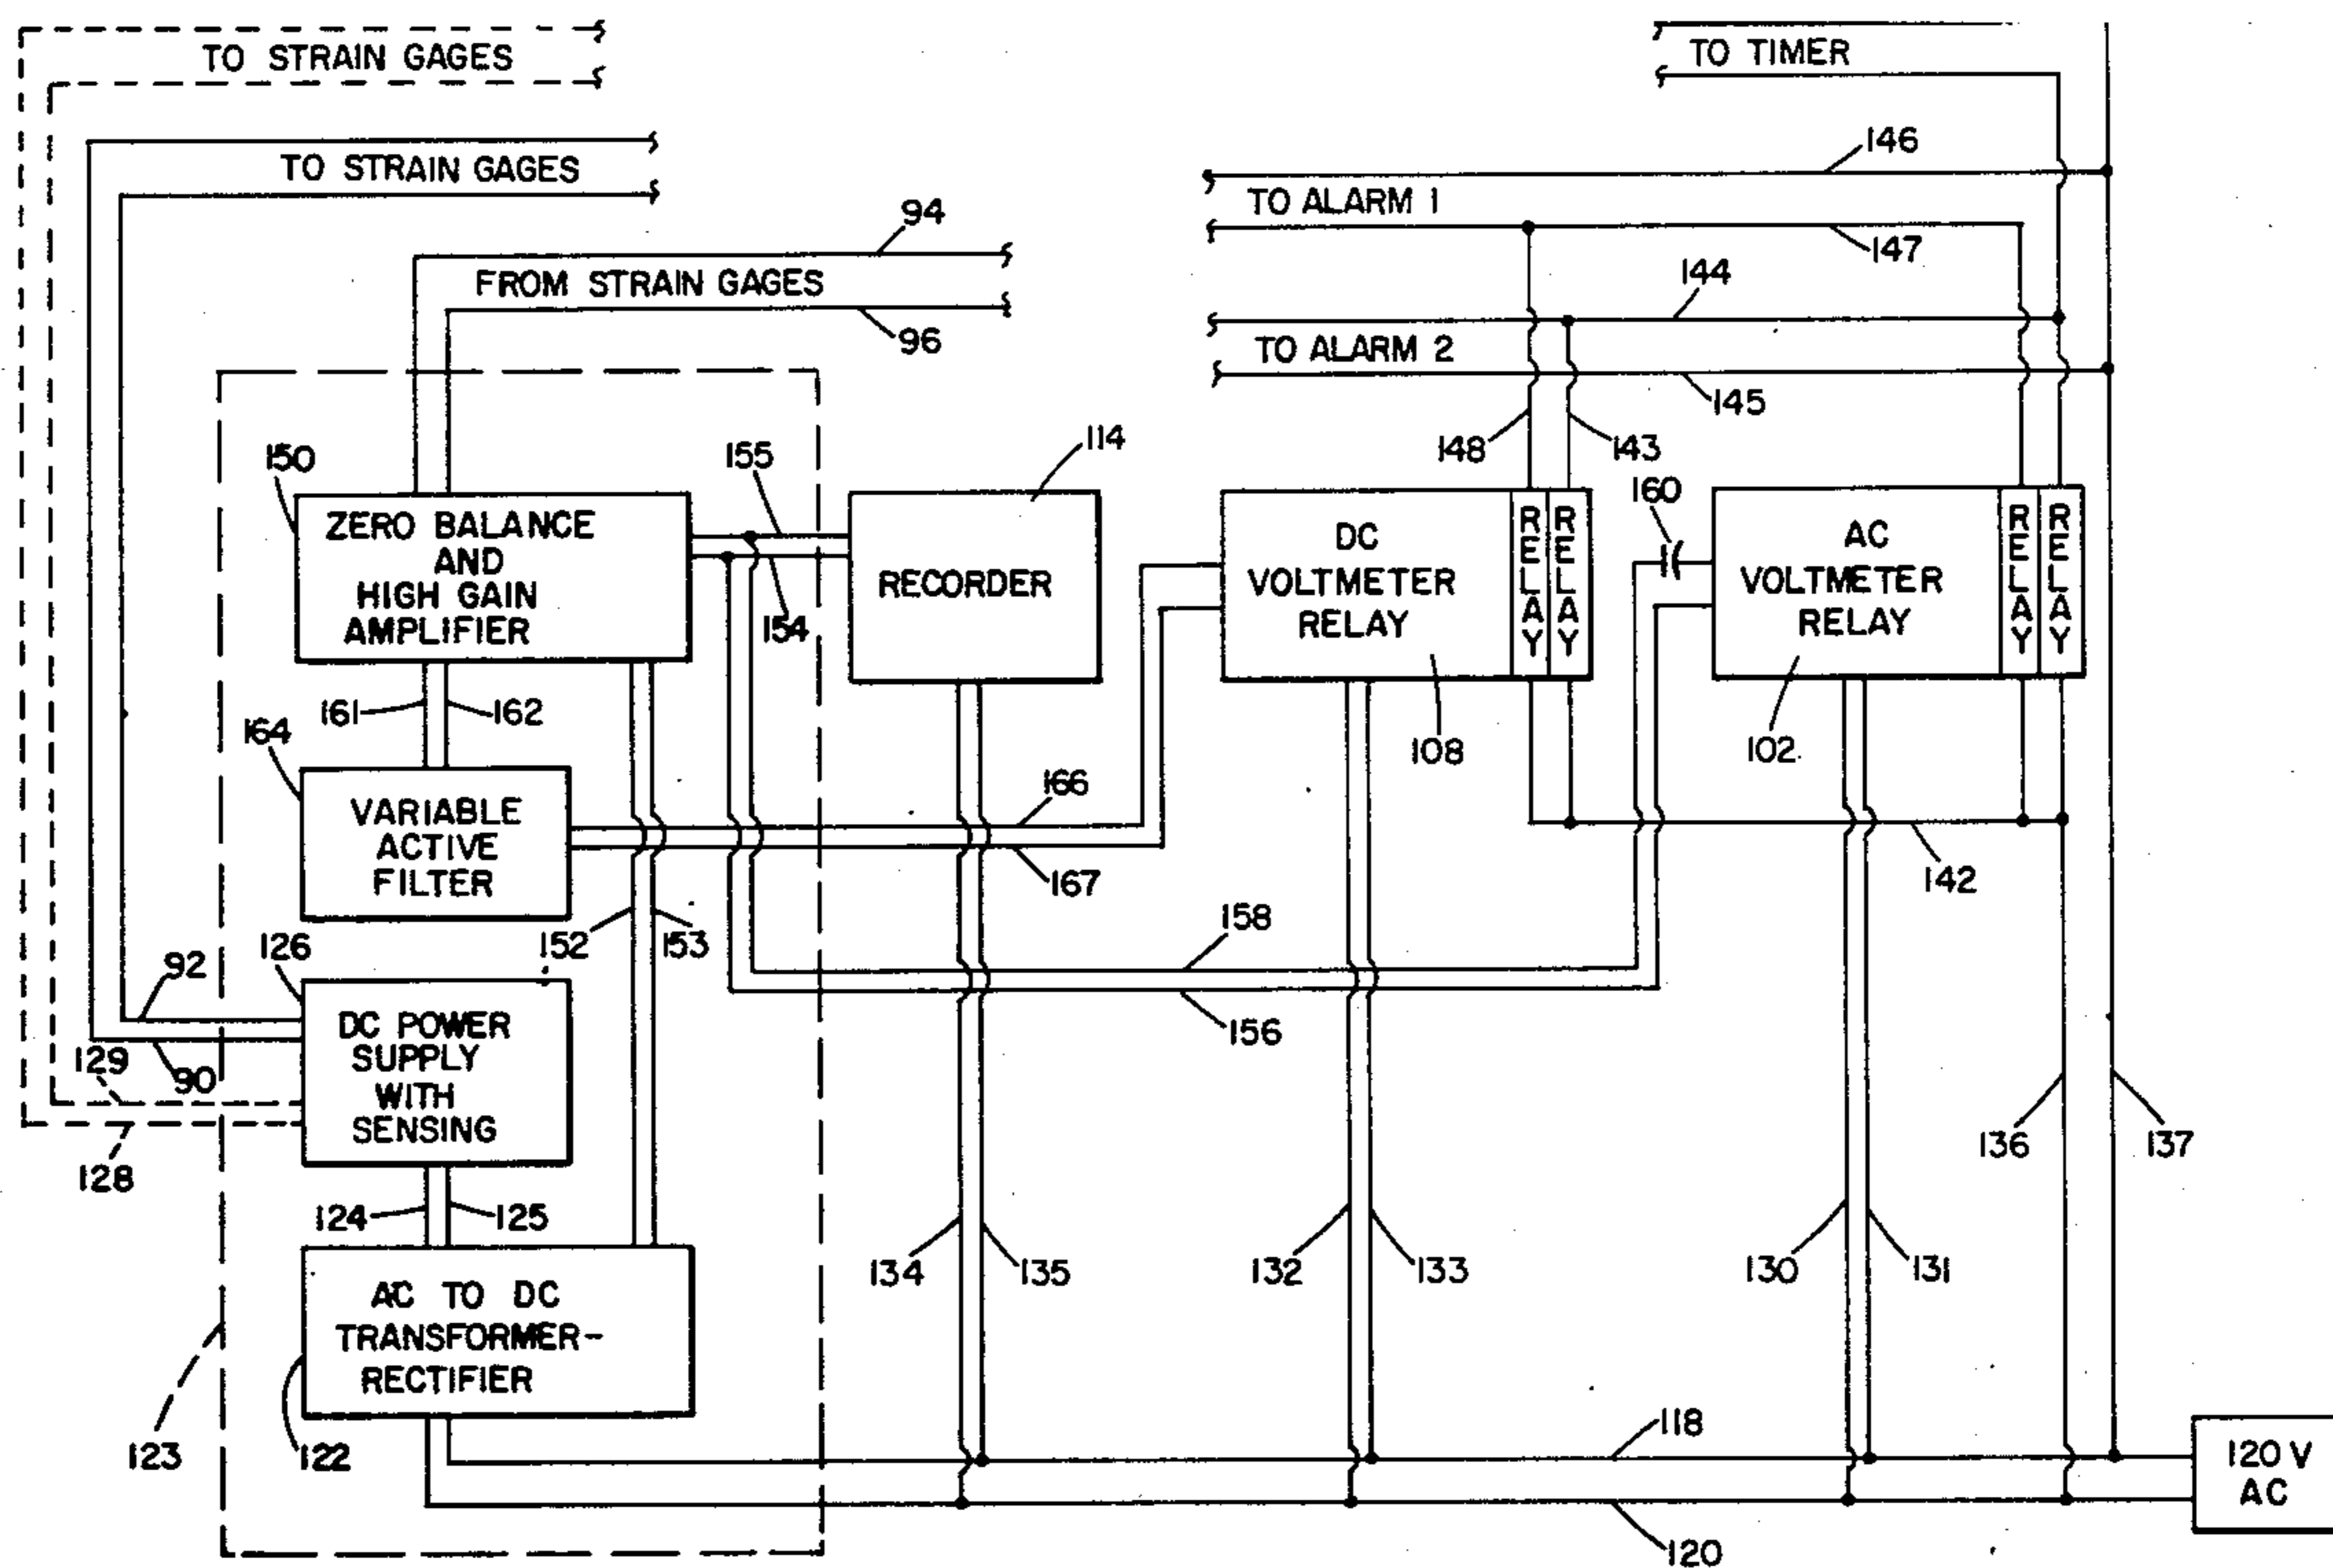 TO STRAIN GAGES
TO TIMER
146
TO STRAIN GAGES
TO ALARM 1
94
147
FROM STRAIN GAGES
144
96
TO ALARM 2
145
150
155
114
148
143
160
ZERO BALANCE
AND
HIGH GAIN
AMPLIFIER
154
RECORDER
DC
VOLTMETER
RELAY
RELAY
RELAY
AC
VOLTMETER
RELAY
RELAY
RELAY
161
162
164
108
102
VARIABLE
ACTIVE
FILTER
166
167
142
152
153
158
126
92
156
DC POWER
SUPPLY
WITH
SENSING
129
90
128
136
137
124
125
134
135
132
133
130
131
AC TO DC
TRANSFORMER-
RECTIFIER
123
122
118
120 V
AC
120